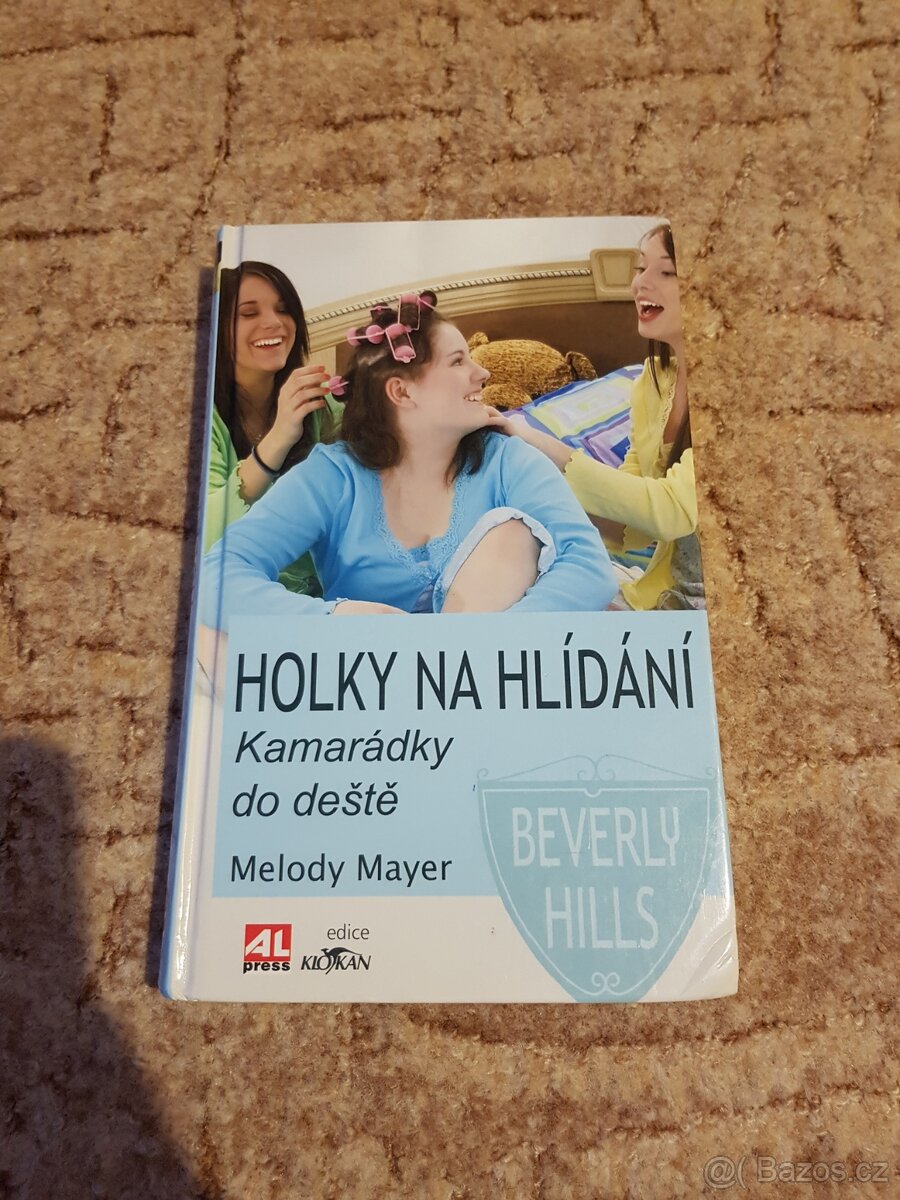 HOLKY NA HLÍDÁNÍ
Kamarádky
do deště
Melody Mayer
BEVERLY
HILLS
AL
press
edice
KLOKAN
@( Bazos.cz